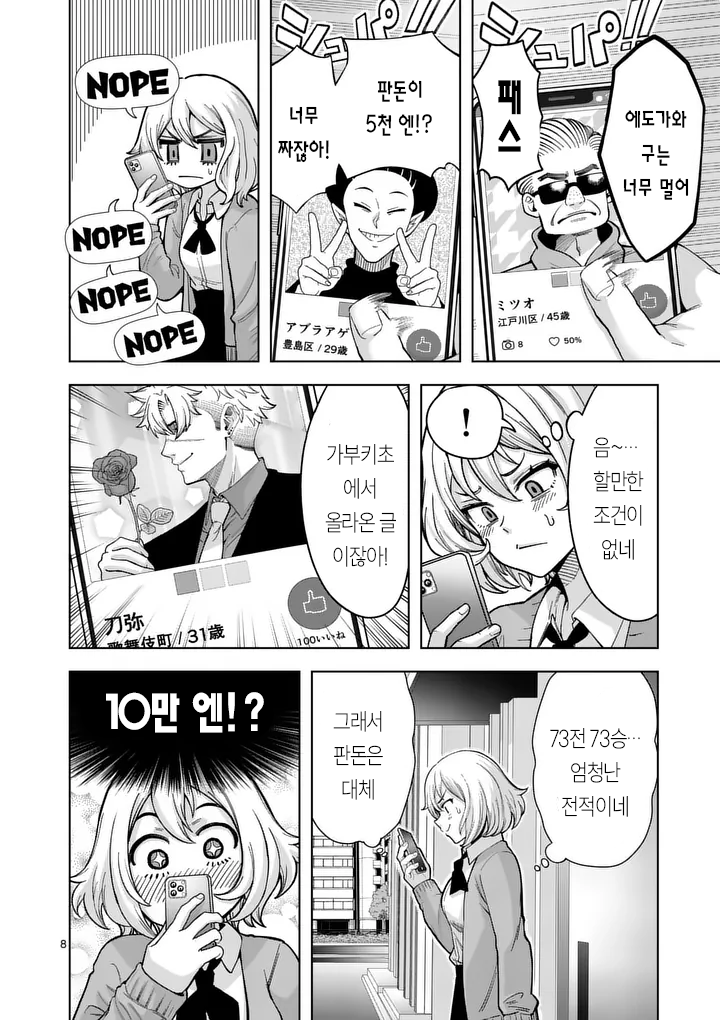 シュパ!!
에도가와
구는
너무 멀어
패스
ミツオ
江戸川区 / 45歳
8
50%
シュパ!!
판돈이
5천 엔!?
너무
짜잖아!
アブラアゲ
豊島区 / 29歳
NOPE
NOPE
NOPE
NOPE
음~…
할만한
조건이
없네
!
가부키초
에서
올라온 글
이잖아!
刀弥
歌舞伎町 / 31歳
100いいね
73전 73승…
엄청난
전적이네
그래서
판돈은
대체
10만 엔!?
8